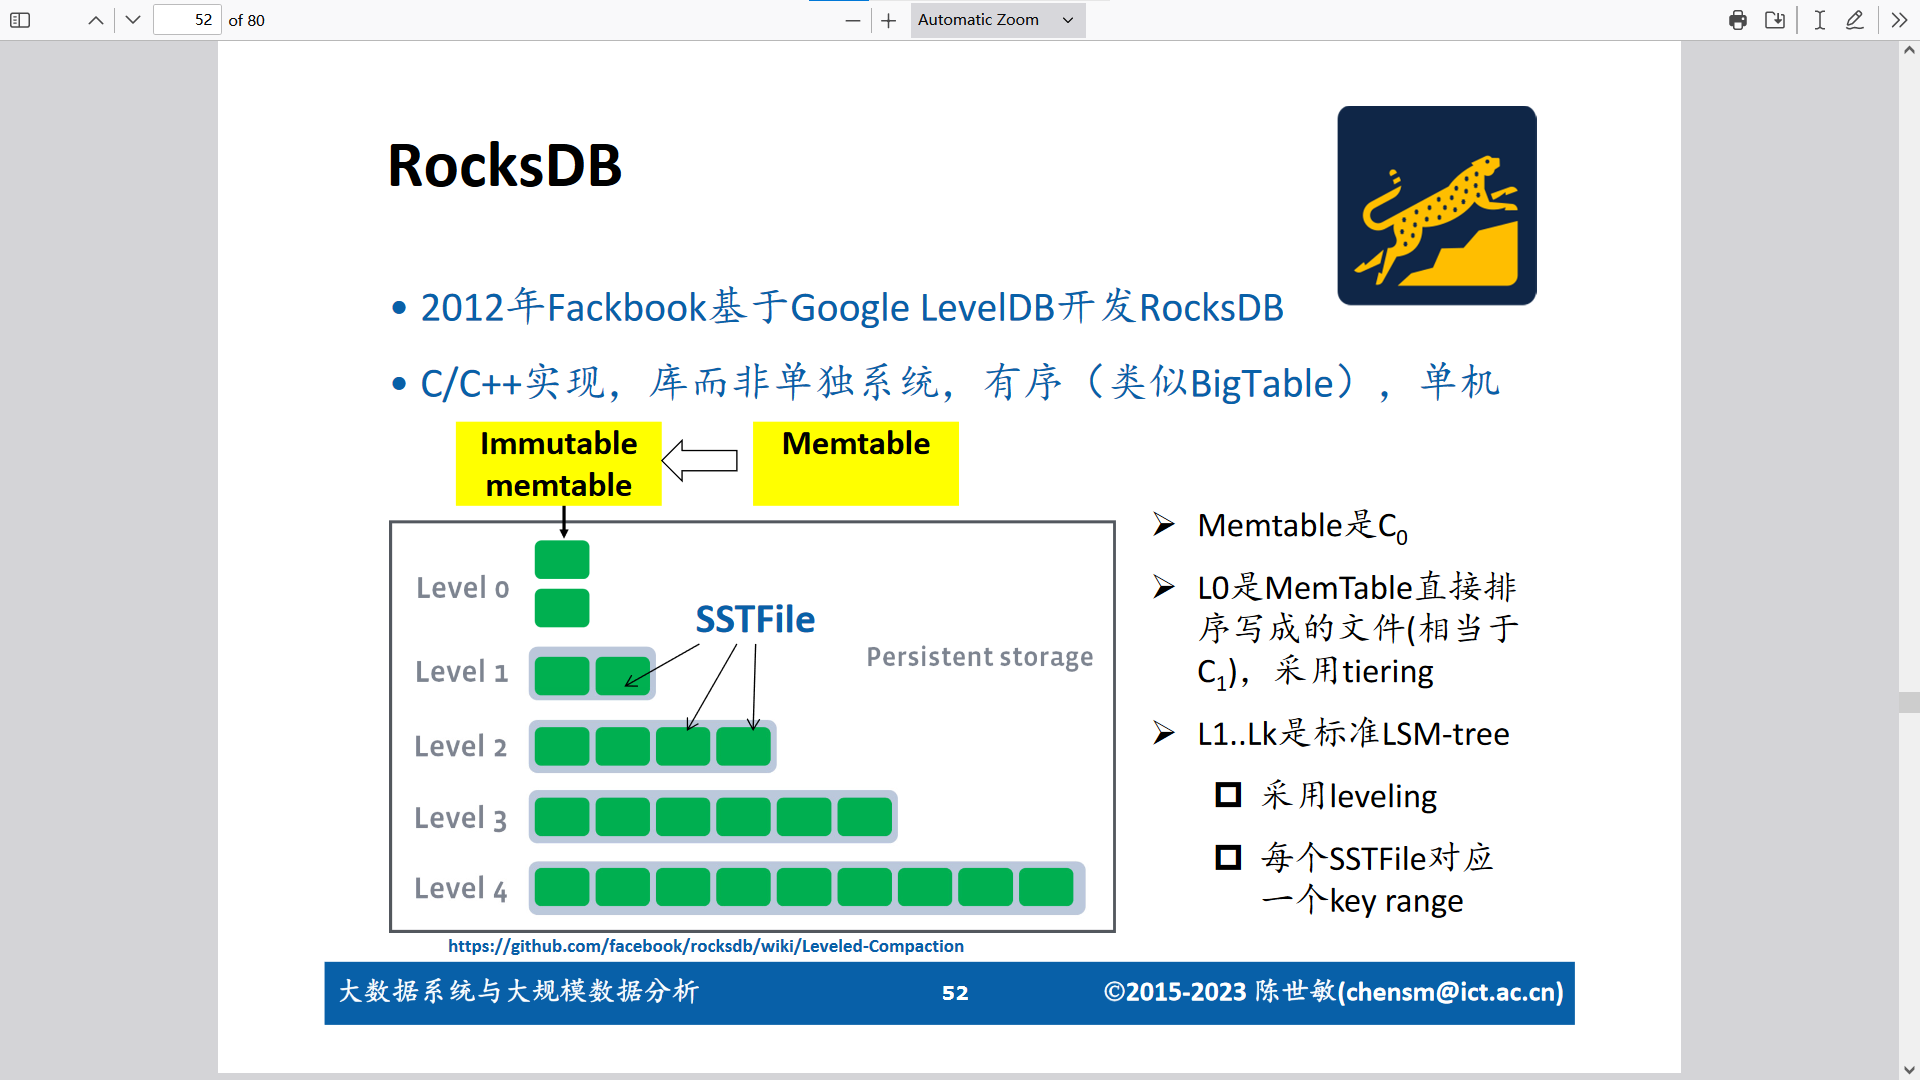 52 of 80
Automatic Zoom
RocksDB
• 2012年Fackbook基于Google LevelDB开发RocksDB
• C/C++实现，库而非单独系统，有序（类似BigTable），单机
Immutable
memtable
Memtable
Level 0
Level 1
Level 2
Level 3
Level 4
SSTFile
Persistent storage
https://github.com/facebook/rocksdb/wiki/Leveled-Compaction
➢ Memtable是C0
➢ L0是MemTable直接排
序写成的文件(相当于
C1)，采用tiering
➢ L1..Lk是标准LSM-tree
❑ 采用leveling
❑ 每个SSTFile对应
一个key range
大数据系统与大规模数据分析
52
©2015-2023 陈世敏(chensm@ict.ac.cn)